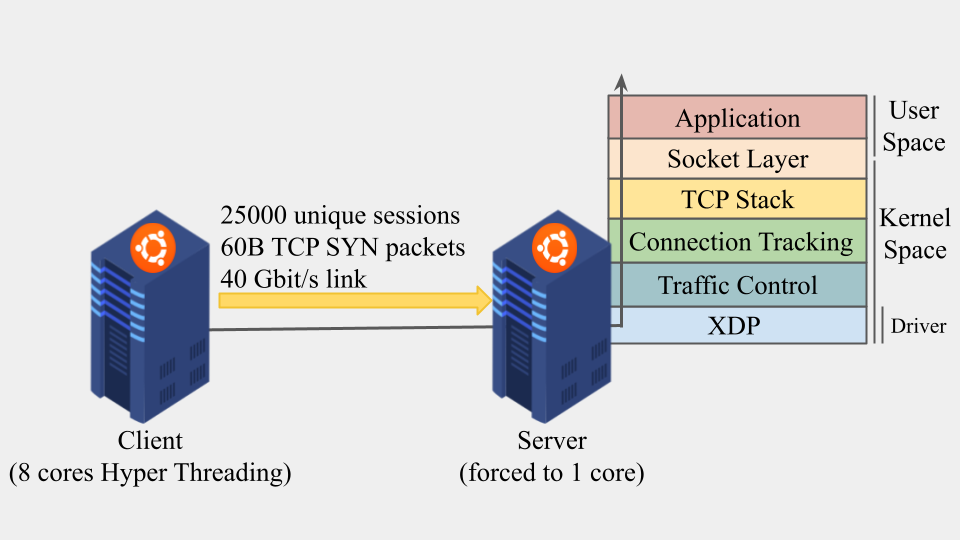 25000 unique sessions
60B TCP SYN packets
40 Gbit/s link
Client
(8 cores Hyper Threading)
Server
(forced to 1 core)
Application
Socket Layer
TCP Stack
Connection Tracking
Traffic Control
XDP
User
Space
Kernel
Space
Driver